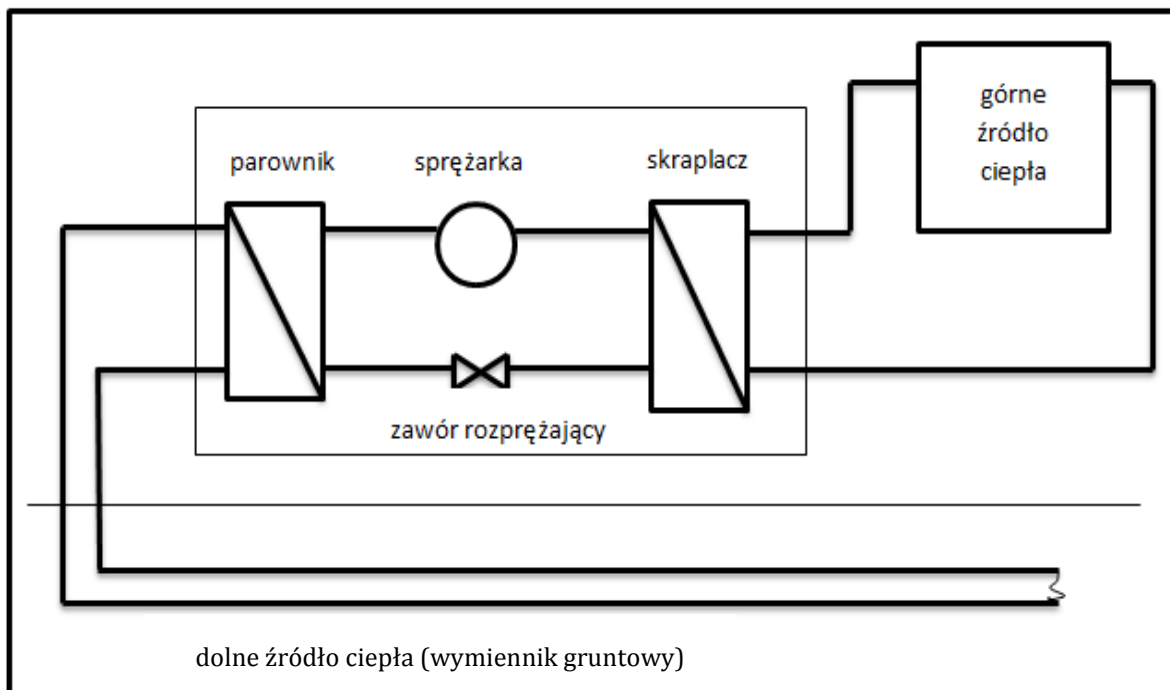 górne
źródło
ciepła
parownik
sprężarka
skraplacz
zawór rozprężający
dolne źródło ciepła (wymiennik gruntowy)